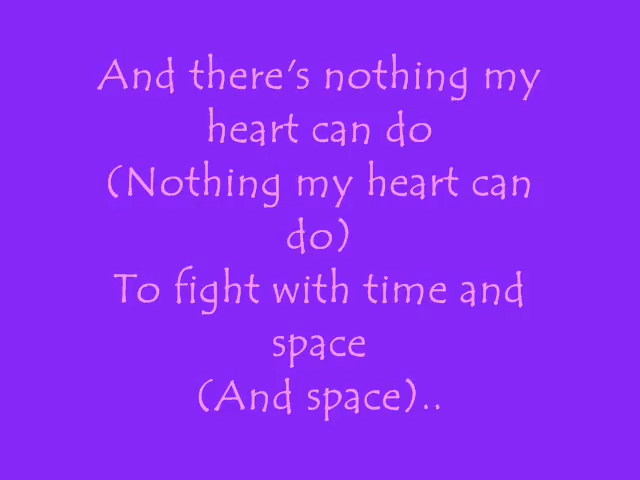 And there's nothing my
heart can do
(Nothing my heart can
do)
To fight with time and
space
(And space)..